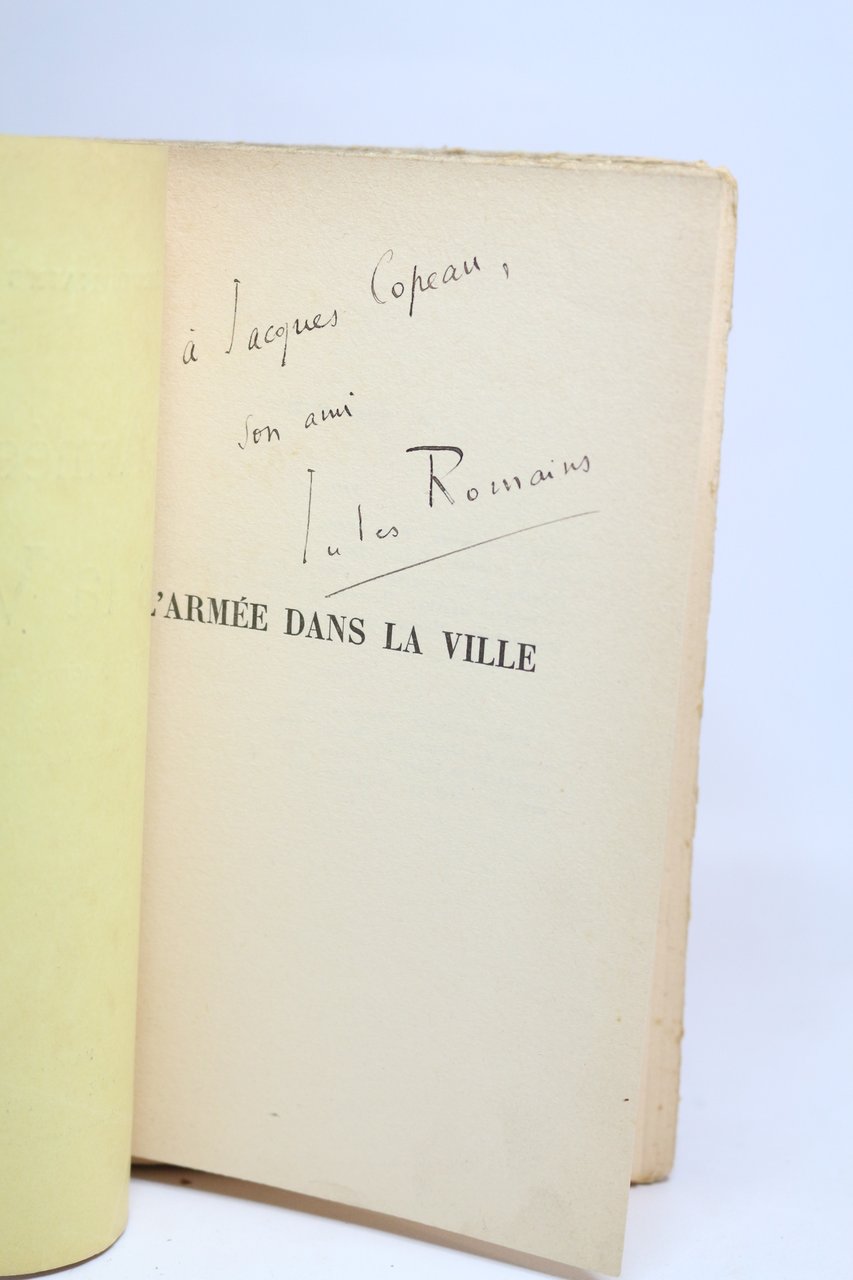 à Jacques Copeau,
son ami
Jules Romains
L'ARMÉE DANS LA VILLE